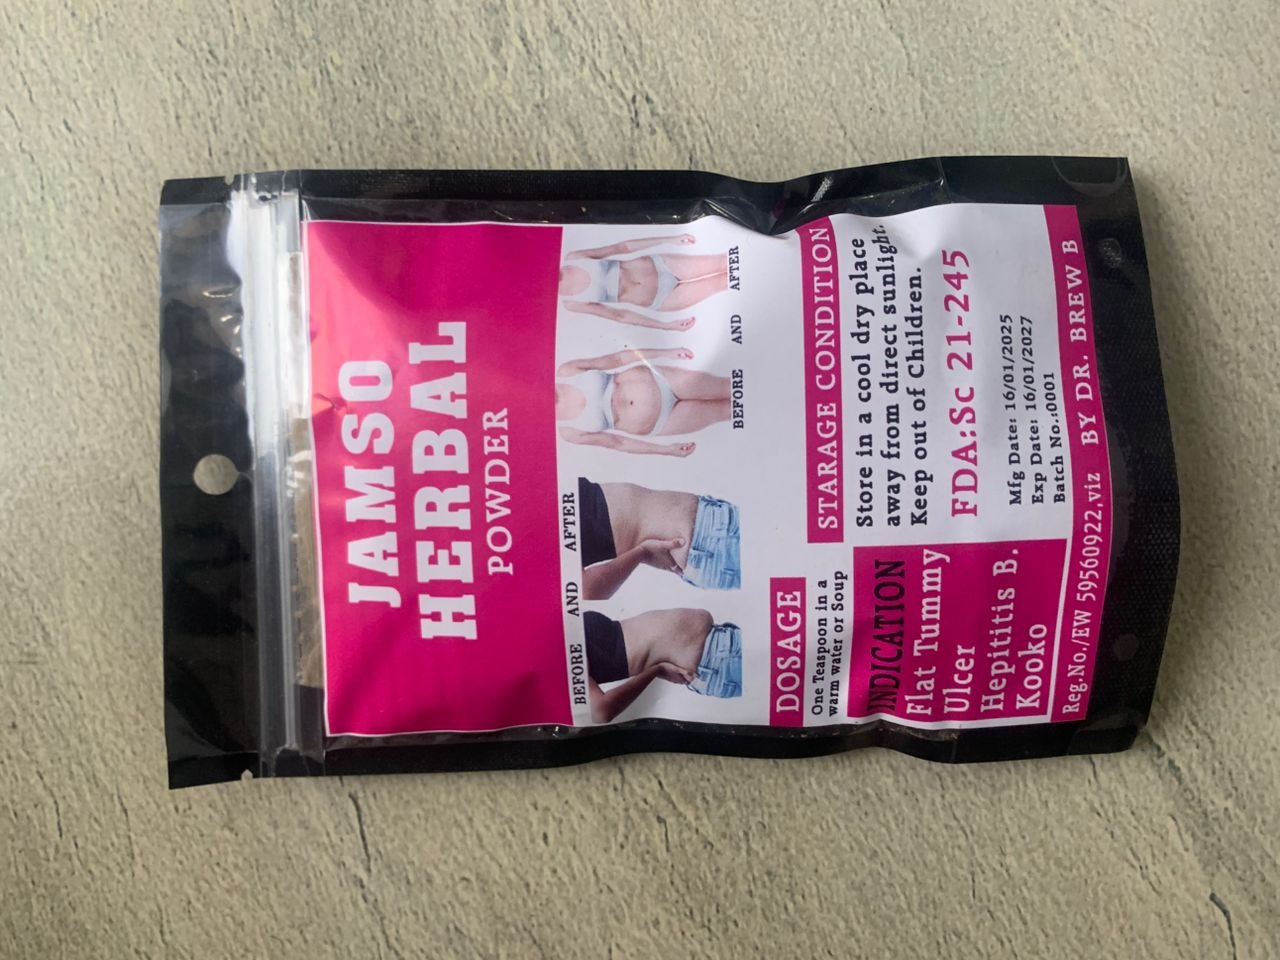 JAMSO
HERBAL
POWDER
BEFORE AND AFTER
BEFORE AND AFTER
DOSAGE
One Teaspoon in a
warm water or Soup
STARAGE CONDITION
Store in a cool dry place
away from direct sunlight.
Keep out of Children.
INDICATION
Flat Tummy
Ulcer
Hepititis B.
Kooko
FDA:Sc 21-245
Mfg Date: 16/01/2025
Exp Date: 16/01/2027
Batch No.:0001
Reg.No./EW 59560922,viz BY DR. BREW B